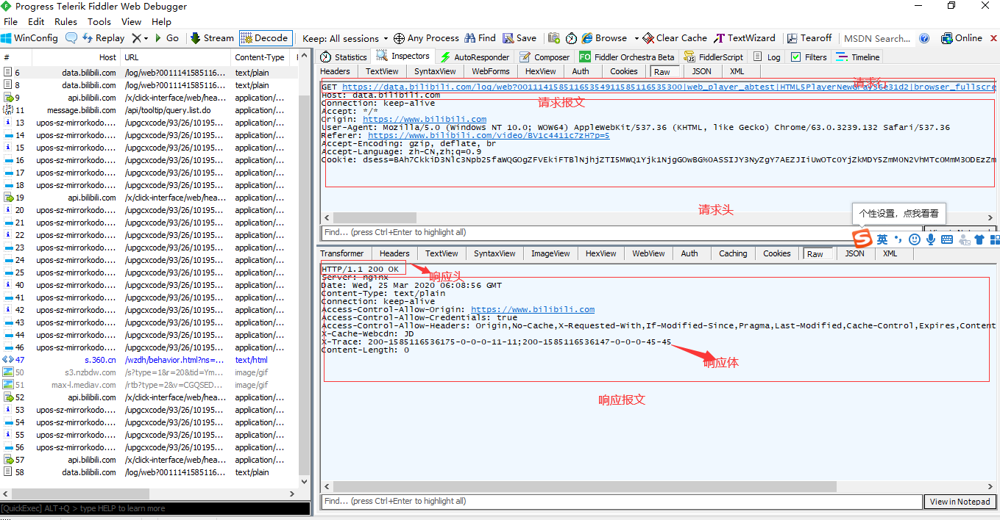 Progress Telerik Fiddler Web Debugger
File Edit Rules Tools View Help
WinConfig Replay Go Stream Decode Keep: All sessions Any Process Find Save Browse Clear Cache TextWizard Tearoff MSDN Search... Online
# Host URL Content-Type
6 data.bilibili.com /log/web?0011141585116... text/plain
8 data.bilibili.com /log/web?0011141585116... text/plain
9 api.bilibili.com /x/click-interface/web/hea... application/...
11 message.bilibili.com /api/tooltip/query.list.do application/...
13 upos-sz-mirrorkodo.... /upgcxcode/93/26/10195... application/...
14 upos-sz-mirrorkodo.... /upgcxcode/93/26/10195... application/...
15 upos-sz-mirrorkodo.... /upgcxcode/93/26/10195... application/...
16 upos-sz-mirrorkodo.... /upgcxcode/93/26/10195... application/...
17 upos-sz-mirrorkodo.... /upgcxcode/93/26/10195... application/...
18 upos-sz-mirrorkodo.... /upgcxcode/93/26/10195... application/...
19 api.bilibili.com /x/click-interface/web/hea... application/...
20 upos-sz-mirrorkodo.... /upgcxcode/93/26/10195... application/...
21 upos-sz-mirrorkodo.... /upgcxcode/93/26/10195... application/...
22 upos-sz-mirrorkodo.... /upgcxcode/93/26/10195... application/...
23 upos-sz-mirrorkodo.... /upgcxcode/93/26/10195... application/...
24 upos-sz-mirrorkodo.... /upgcxcode/93/26/10195... application/...
25 upos-sz-mirrorkodo.... /upgcxcode/93/26/10195... application/...
40 upos-sz-mirrorkodo.... /upgcxcode/93/26/10195... application/...
41 upos-sz-mirrorkodo.... /upgcxcode/93/26/10195... application/...
42 upos-sz-mirrorkodo.... /upgcxcode/93/26/10195... application/...
43 upos-sz-mirrorkodo.... /upgcxcode/93/26/10195... application/...
44 upos-sz-mirrorkodo.... /upgcxcode/93/26/10195... application/...
46 upos-sz-mirrorkodo.... /upgcxcode/93/26/10195... application/...
47 s.360.cn /wzdh/behavior.html?ns=... text/html
50 s3.nzbdw.com /s?type=1&r=20&tid=Ym... image/gif
51 max-l.mediav.com /rtb?type=2&v=CGQSED... image/gif
52 api.bilibili.com /x/click-interface/web/hea... application/...
53 upos-sz-mirrorkodo.... /upgcxcode/93/26/10195... application/...
54 upos-sz-mirrorkodo.... /upgcxcode/93/26/10195... application/...
55 upos-sz-mirrorkodo.... /upgcxcode/93/26/10195... application/...
56 upos-sz-mirrorkodo.... /upgcxcode/93/26/10195... application/...
57 api.bilibili.com /x/click-interface/web/hea... application/...
58 data.bilibili.com /log/web?0011141585116... text/plain
[QuickExec] ALT+Q > type HELP to learn more
Statistics Inspectors AutoResponder Composer FO Fiddler Orchestra Beta FiddlerScript Log Filters Timeline
Headers TextView SyntaxView WebForms HexView Auth Cookies Raw JSON XML
请求行
GET https://data.bilibili.com/log/web?001114158511653549115851165353​00|web_player_abtest|HTML5PlayerNewGrayscale31d2|browser_fullscre
Host: data.bilibili.com
请求报文
Connection: keep-alive
Accept: */*
Origin: https://www.bilibili.com
User-Agent: Mozilla/5.0 (Windows NT 10.0; WOW64) AppleWebKit/537.36 (KHTML, like Gecko) Chrome/63.0.3239.132 Safari/537.36
Referer: https://www.bilibili.com/video/BV1c4411c7zH?p=5
Accept-Encoding: gzip, deflate, br
Accept-Language: zh-CN,zh;q=0.9
Cookie:
请求头
个性设置，点我看看
Find... (press Ctrl+Enter to highlight all)
英
Transformer Headers TextView SyntaxView ImageView HexView WebView Auth Caching Cookies Raw JSON XML
HTTP/1.1 200 OK
响应头
Server: nginx
Date: Wed, 25 Mar 2020 06:08:56 GMT
Content-Type: text/plain
Connection: keep-alive
Access-Control-Allow-Origin: https://www.bilibili.com
Access-Control-Allow-Credentials: true
Access-Control-Allow-Headers: Origin,No-Cache,X-Requested-With,If-Modified-Since,Pragma,Last-Modified,Cache-Control,Expires,Content
X-Cache-Webcdn: JD
X-Trace: 200-1585116536175-0-0-0-11-11;200-1585116536147-0-0-0-45-45
Content-Length: 0
响应体
响应报文
Find... (press Ctrl+Enter to highlight all)
View in Notepad